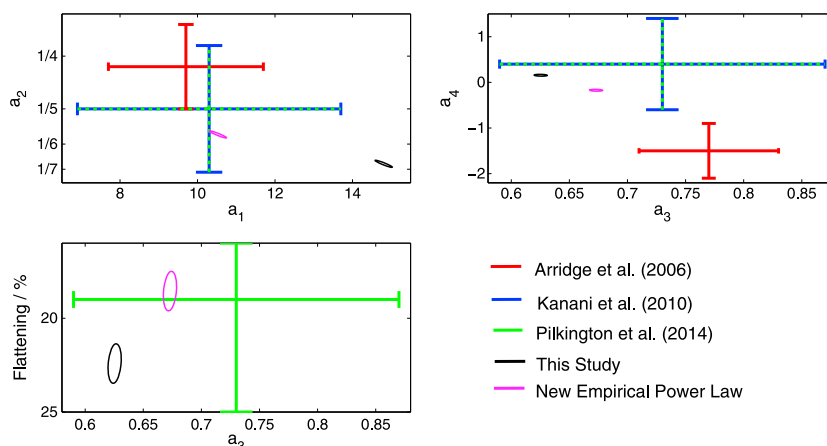 1/4
1/5
1/6
1/7
a2
8
10
12
14
a1
1
0
−1
−2
a4
0.6
0.65
0.7
0.75
0.8
0.85
a3
20
25
Flattening / %
0.6
0.65
0.7
0.75
0.8
0.85
a3
Arridge et al. (2006)
Kanani et al. (2010)
Pilkington et al. (2014)
This Study
New Empirical Power Law